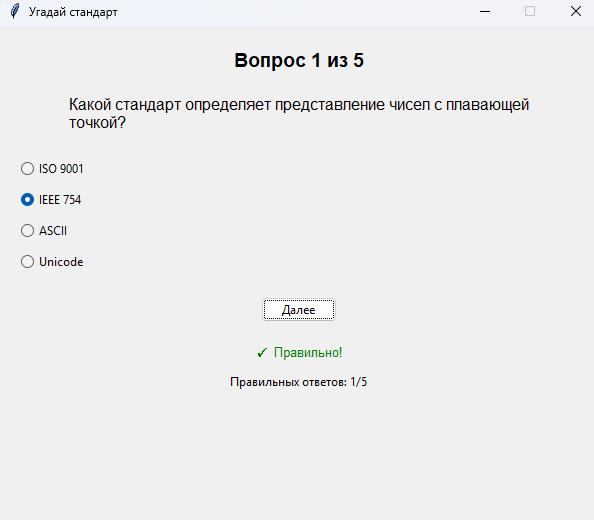 Угадай стандарт
Вопрос 1 из 5
Какой стандарт определяет представление чисел с плавающей
точкой?
ISO 9001
IEEE 754
ASCII
Unicode
Далее
✓ Правильно!
Правильных ответов: 1/5